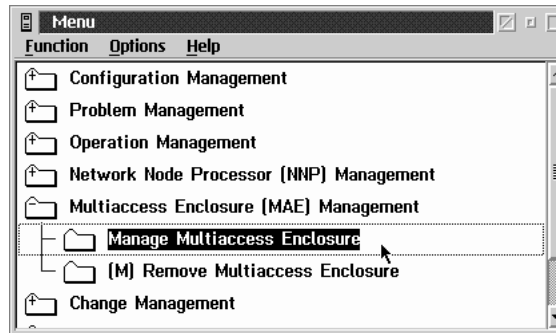 Menu
Function Options Help
Configuration Management
Problem Management
Operation Management
Network Node Processor (NNP) Management
Multiaccess Enclosure (MAE) Management
Manage Multiaccess Enclosure
(M) Remove Multiaccess Enclosure
Change Management